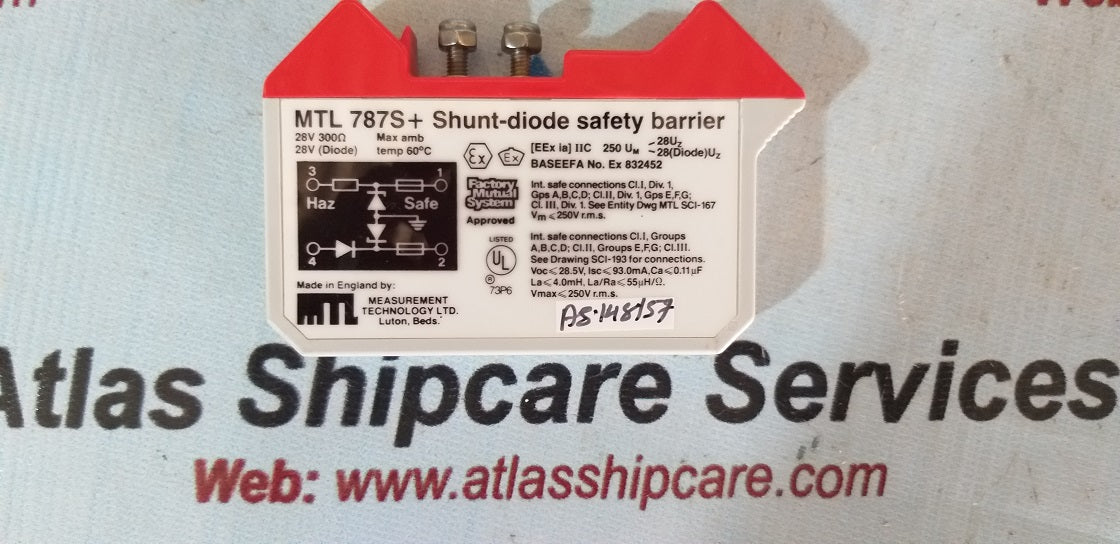 MTL 787S+ Shunt-diode safety barrier
28V 300Ω Max amb
28V (Diode) temp 60°C
[EEx ia] IIC 250 UM 28UZ
28(Diode)UZ
BASEEFA No. Ex 832452
3 1
Haz Safe
4 2
Factory
Mutual
System
Approved
Int. safe connections Cl.I, Div. 1,
Gps A,B,C,D; Cl.II, Div. 1, Gps E,F,G;
Cl. III, Div. 1. See Entity Dwg MTL SCI-167
Vm ⩽ 250V r.m.s.
LISTED
UL
®
73P6
Int. safe connections Cl.I, Groups
A,B,C,D; Cl.II, Groups E,F,G; Cl.III.
See Drawing SCI-193 for connections.
Voc ⩽ 28.5V, Isc ⩽ 93.0mA, Ca ⩽ 0.11µF
La ⩽ 4.0mH, La/Ra ⩽ 55µH/Ω.
Vmax ⩽ 250V r.m.s.
Made in England by:
MTL MEASUREMENT
TECHNOLOGY LTD.
Luton, Beds.
AS.148157
Atlas Shipcare Services
Web: www.atlasshipcare.com